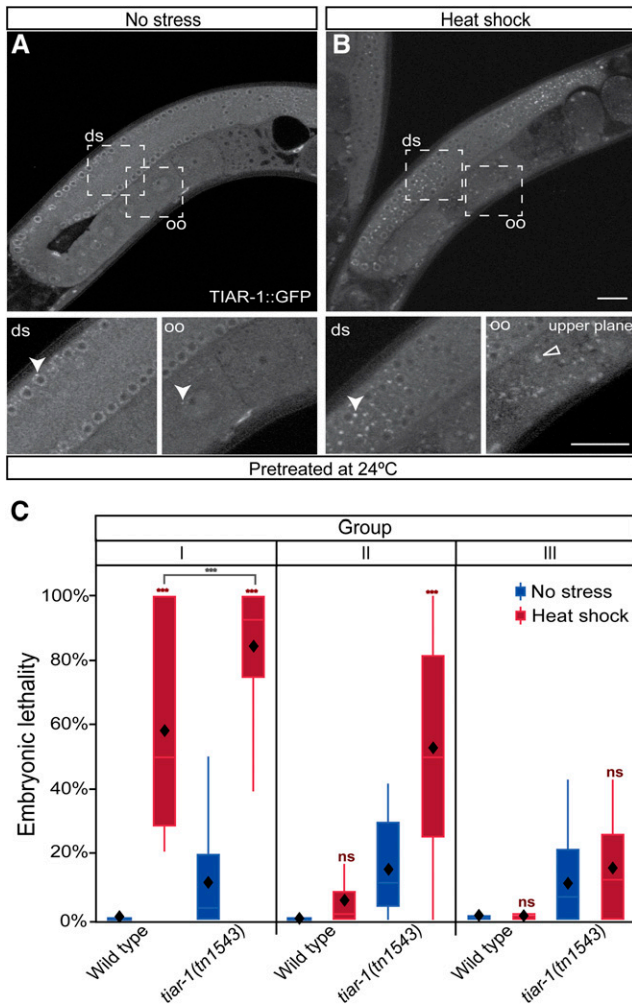 No stress
Heat shock
A
B
ds
oo
ds
oo
TIAR-1::GFP
ds
oo
ds
oo
upper plane
Pretreated at 24ºC
C
Group
I
II
III
100%
80%
60%
40%
20%
0%
Embryonic lethality
***
***
***
***
ns
ns
ns
No stress
Heat shock
Wild type
tiar-1(tn1543)
Wild type
tiar-1(tn1543)
Wild type
tiar-1(tn1543)